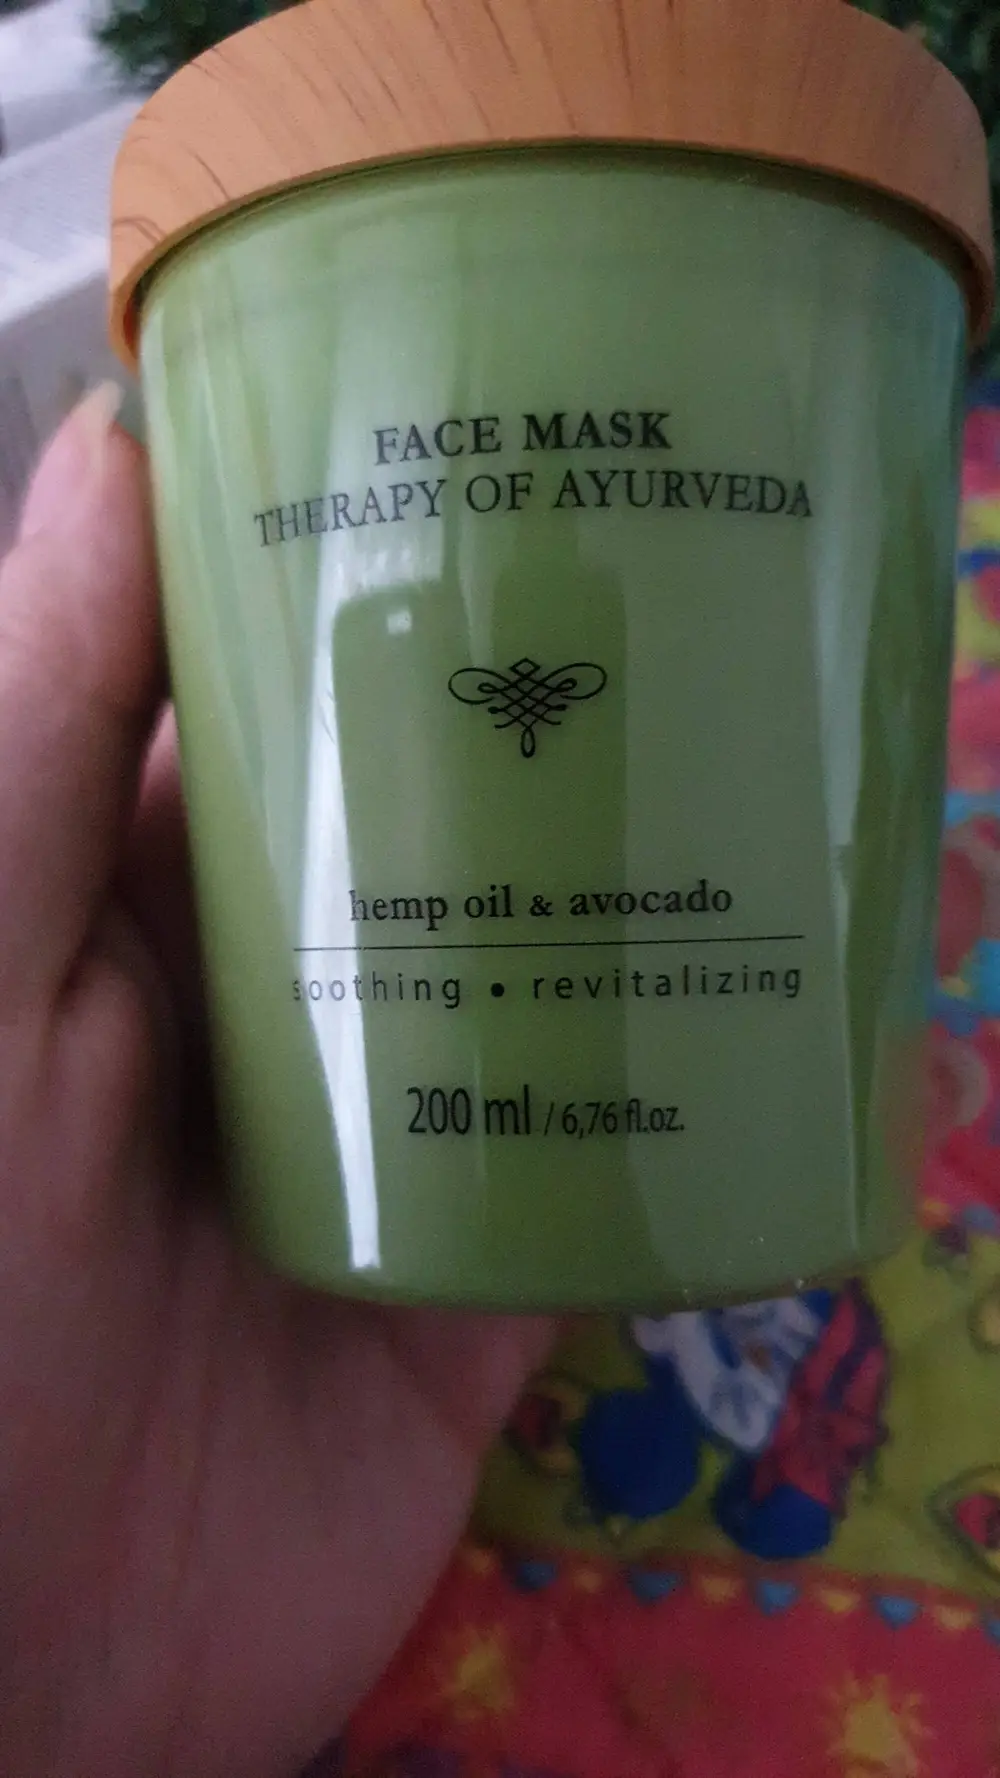 FACE MASK
THERAPY OF AYURVEDA
hemp oil & avocado
soothing • revitalizing
200 ml / 6,76 fl.oz.